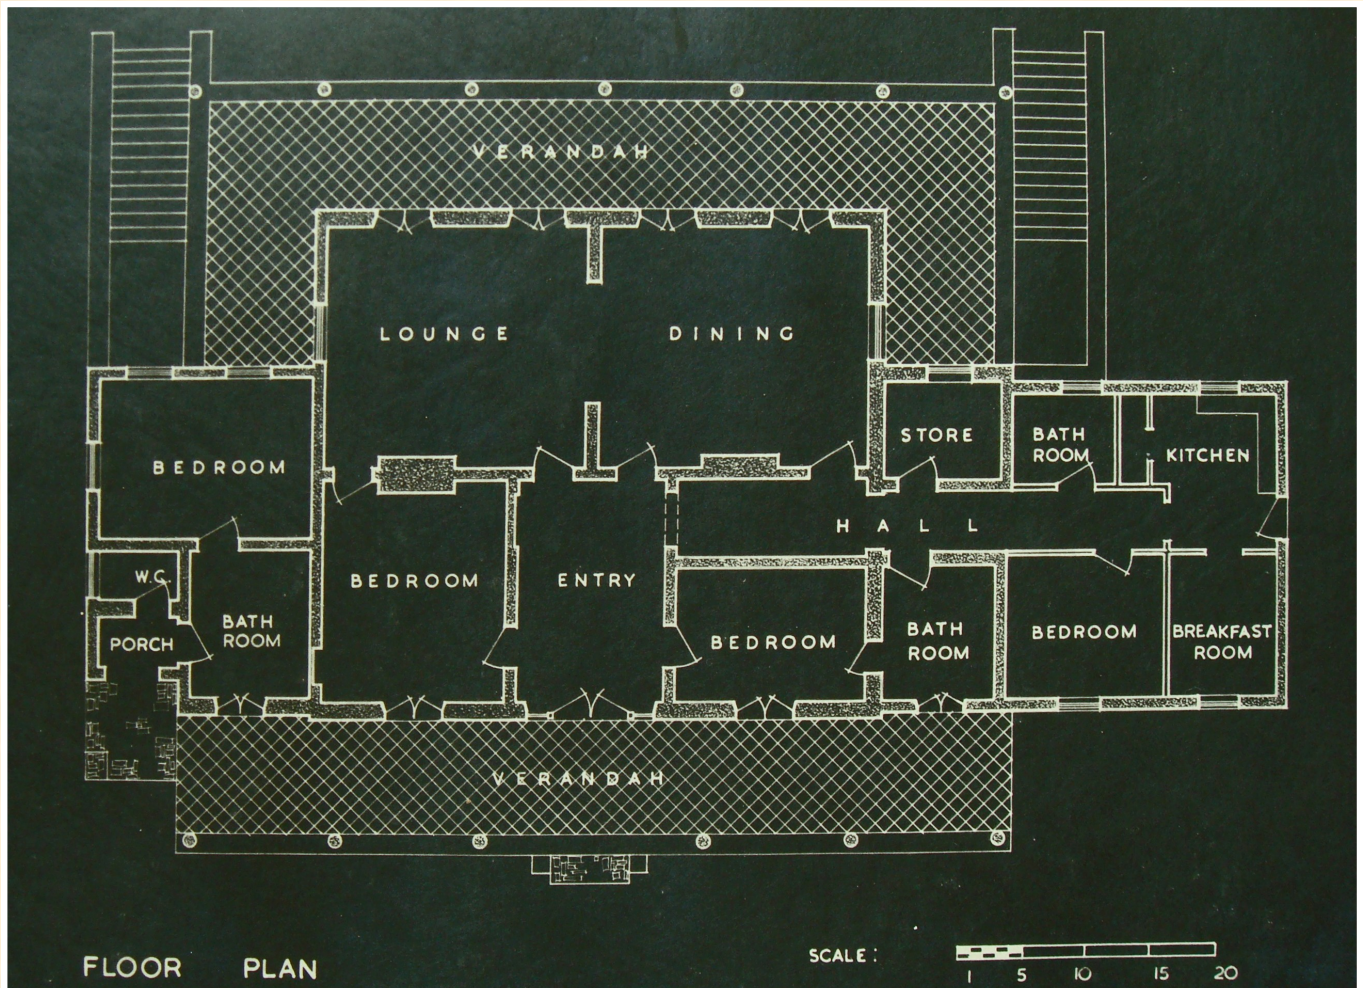 VERANDAH
LOUNGE
DINING
STORE
BATH
ROOM
KITCHEN
BEDROOM
HALL
W.C.
BEDROOM
ENTRY
PORCH
BATH
ROOM
BEDROOM
BATH
ROOM
BEDROOM
BREAKFAST
ROOM
VERANDAH
FLOOR PLAN
SCALE:
1 5 10 15 20